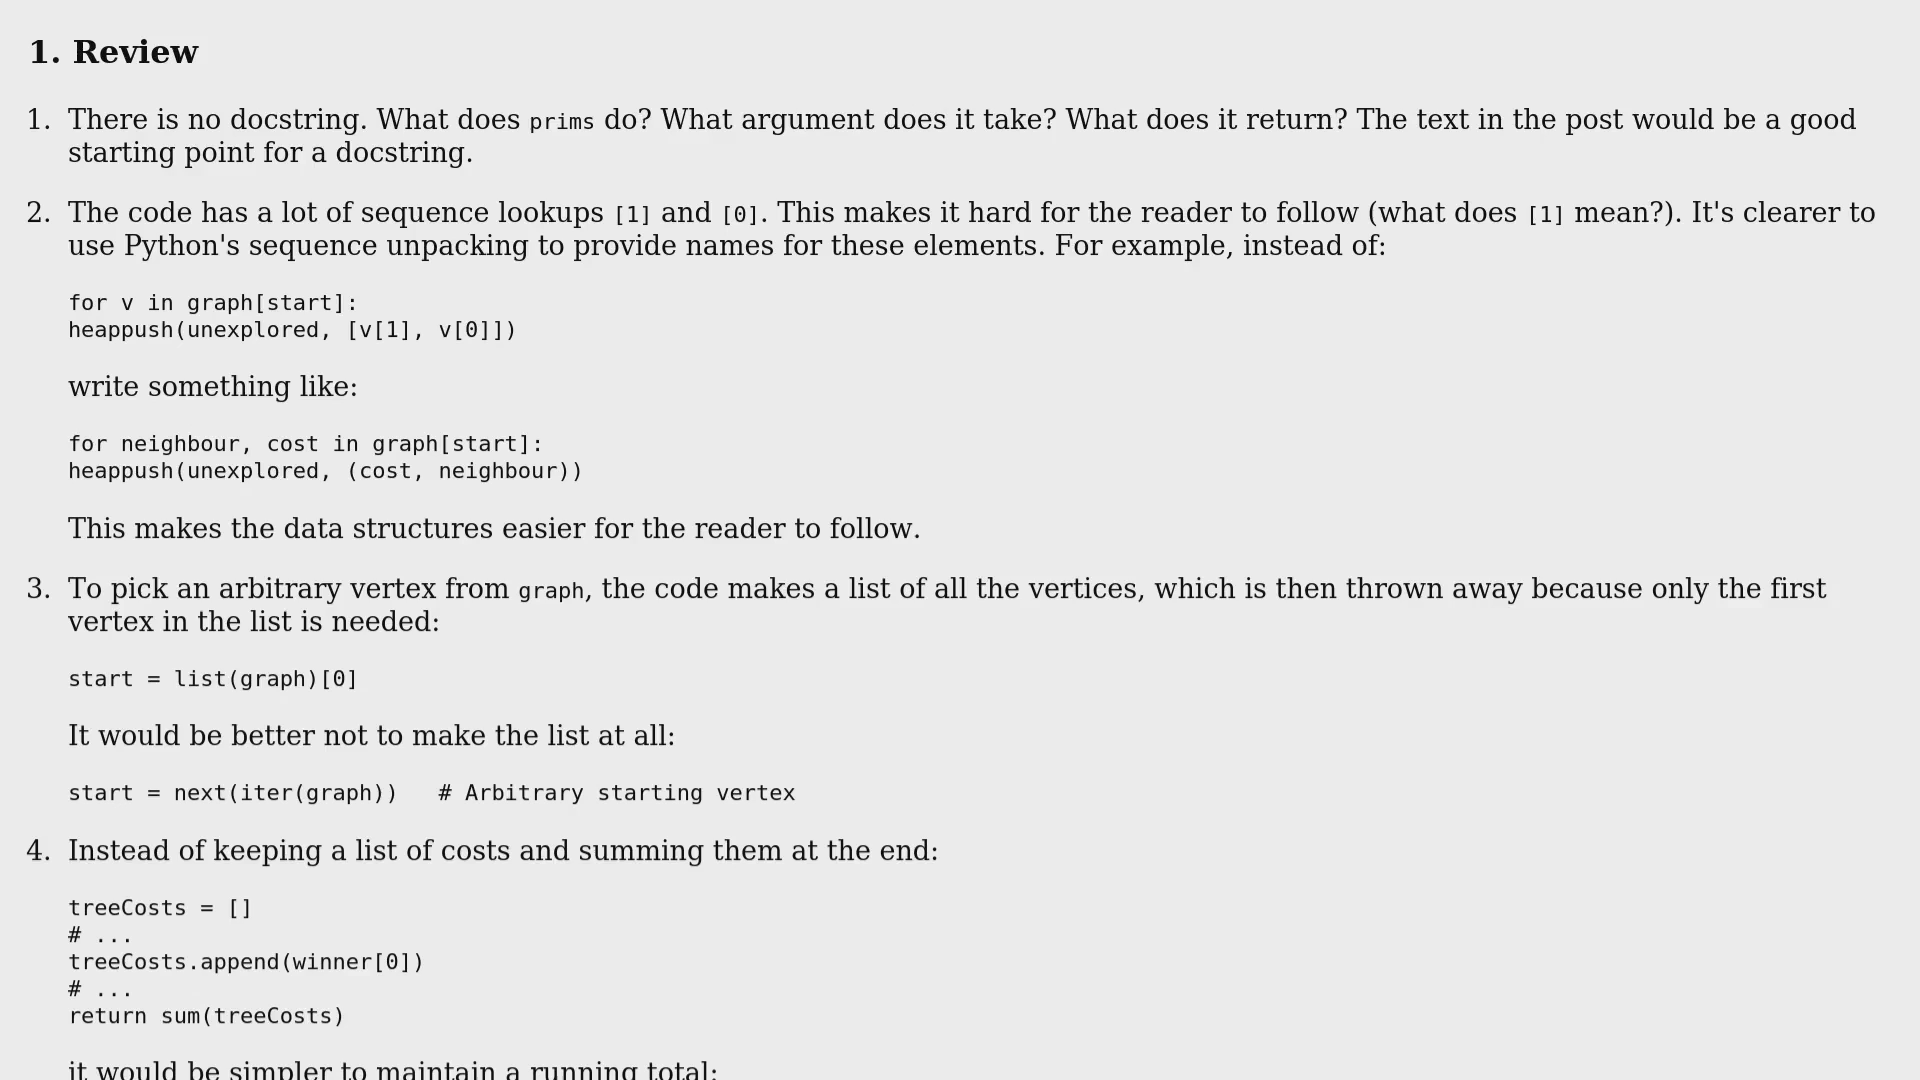 1. Review
1. There is no docstring. What does prims do? What argument does it take? What does it return? The text in the post would be a good
starting point for a docstring.
2. The code has a lot of sequence lookups [1] and [0]. This makes it hard for the reader to follow (what does [1] mean?). It's clearer to
use Python's sequence unpacking to provide names for these elements. For example, instead of:
for v in graph[start]:
heappush(unexplored, [v[1], v[0]])
write something like:
for neighbour, cost in graph[start]:
heappush(unexplored, (cost, neighbour))
This makes the data structures easier for the reader to follow.
3. To pick an arbitrary vertex from graph, the code makes a list of all the vertices, which is then thrown away because only the first
vertex in the list is needed:
start = list(graph)[0]
It would be better not to make the list at all:
start = next(iter(graph))   # Arbitrary starting vertex
4. Instead of keeping a list of costs and summing them at the end:
treeCosts = []
# ...
treeCosts.append(winner[0])
# ...
return sum(treeCosts)
it would be simpler to maintain a running total: